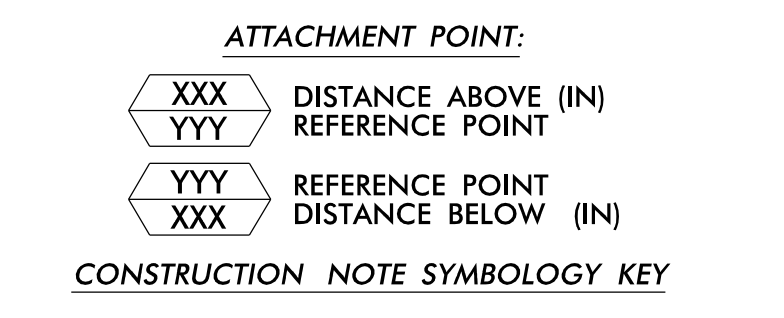 ATTACHMENT POINT:
XXX DISTANCE ABOVE (IN)
YYY REFERENCE POINT
YYY REFERENCE POINT
XXX DISTANCE BELOW (IN)
CONSTRUCTION NOTE SYMBOLOGY KEY